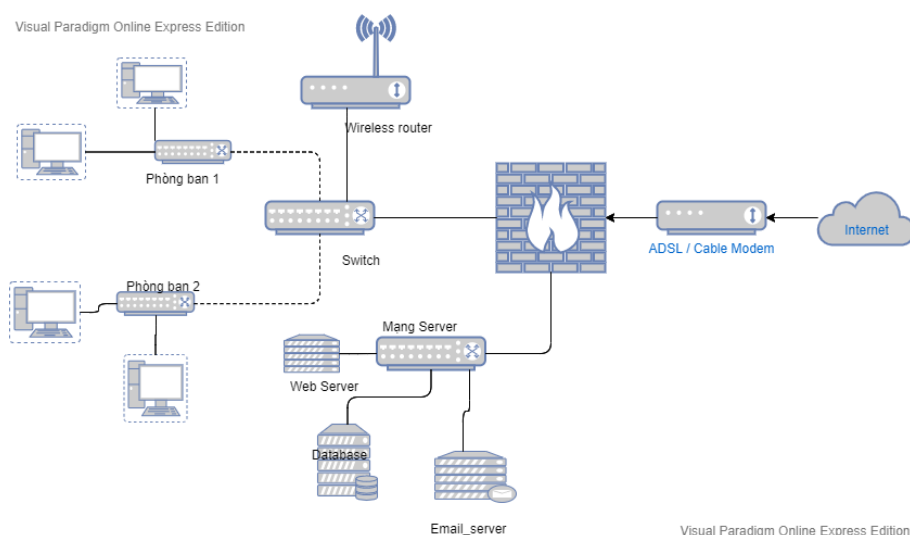 Visual Paradigm Online Express Edition
Wireless router
Phòng ban 1
Switch
Internet
ADSL / Cable Modem
Phòng ban 2
Mang Server
Web Server
Database
Email_server
Visual Paradigm Online Express Edition